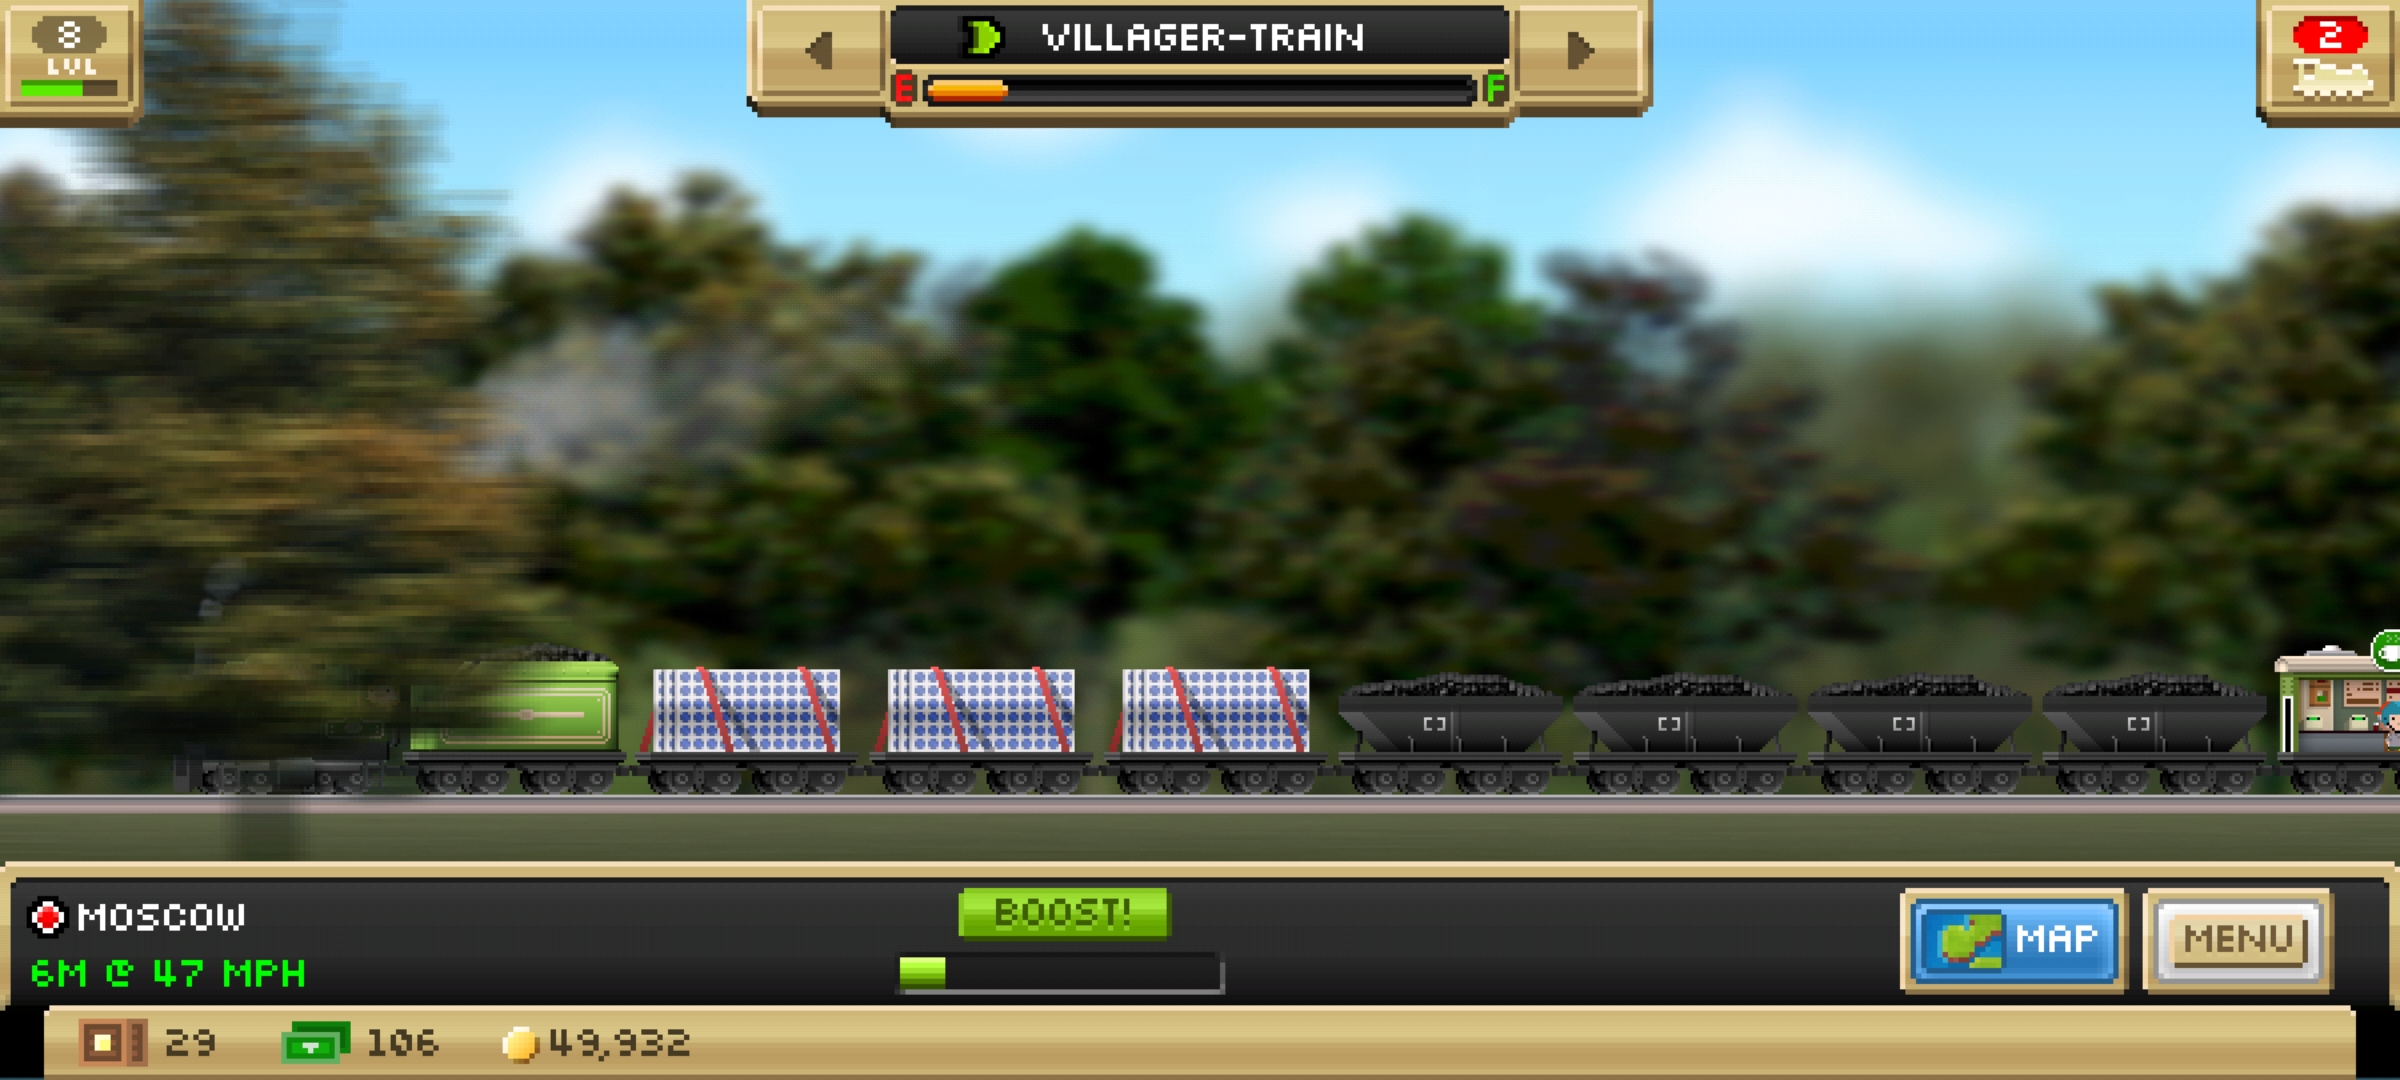 8
LVL
VILLAGER-TRAIN
E F
2
MOSCOW
6M @ 47 MPH
BOOST!
MAP
MENU
29 106 49,932